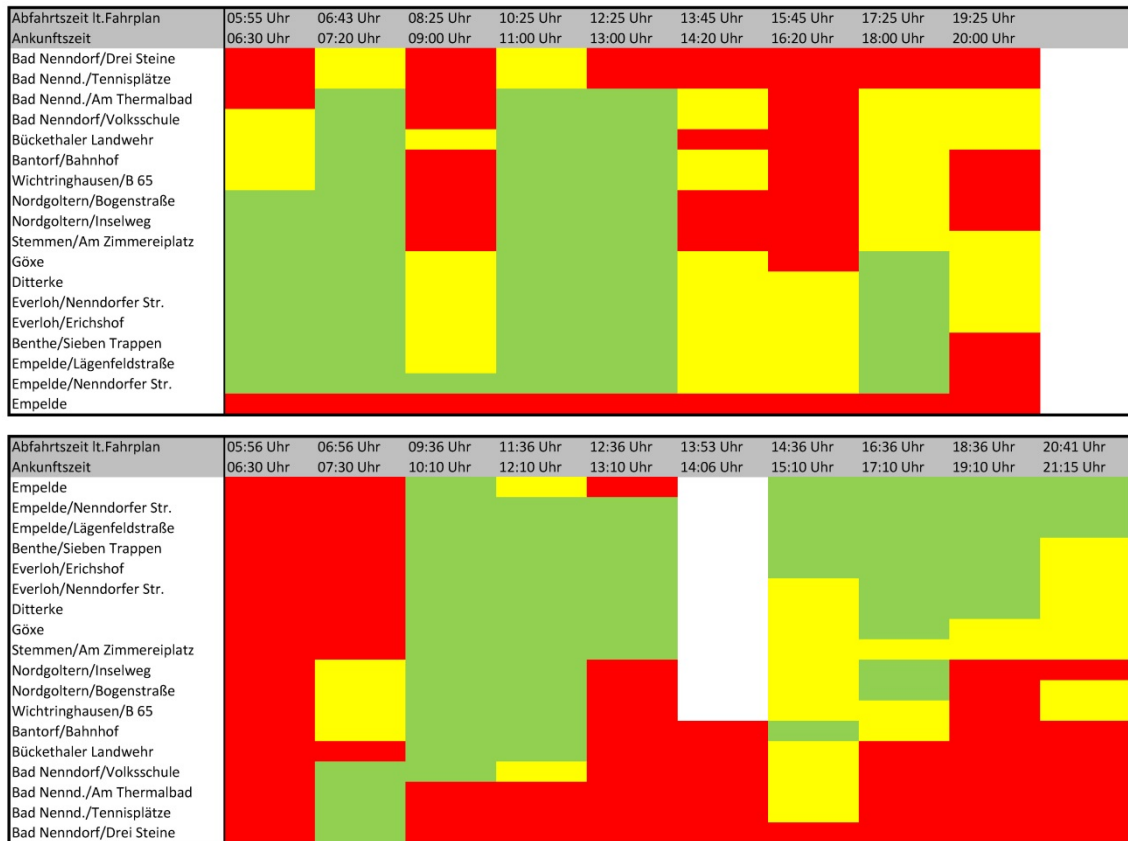 Abfahrtszeit lt.Fahrplan 05:55 Uhr 06:43 Uhr 08:25 Uhr 10:25 Uhr 12:25 Uhr 13:45 Uhr 15:45 Uhr 17:25 Uhr 19:25 Uhr
Ankunftszeit 06:30 Uhr 07:20 Uhr 09:00 Uhr 11:00 Uhr 13:00 Uhr 14:20 Uhr 16:20 Uhr 18:00 Uhr 20:00 Uhr
Bad Nenndorf/Drei Steine
Bad Nennd./Tennisplätze
Bad Nennd./Am Thermalbad
Bad Nenndorf/Volksschule
Bückethaler Landwehr
Bantorf/Bahnhof
Wichtringhausen/B 65
Nordgoltern/Bogenstraße
Nordgoltern/Inselweg
Stemmen/Am Zimmereiplatz
Göxe
Ditterke
Everloh/Nenndorfer Str.
Everloh/Erichshof
Benthe/Sieben Trappen
Empelde/Lägenfeldstraße
Empelde/Nenndorfer Str.
Empelde
Abfahrtszeit lt.Fahrplan 05:56 Uhr 06:56 Uhr 09:36 Uhr 11:36 Uhr 12:36 Uhr 13:53 Uhr 14:36 Uhr 16:36 Uhr 18:36 Uhr 20:41 Uhr
Ankunftszeit 06:30 Uhr 07:30 Uhr 10:10 Uhr 12:10 Uhr 13:10 Uhr 14:06 Uhr 15:10 Uhr 17:10 Uhr 19:10 Uhr 21:15 Uhr
Empelde
Empelde/Nenndorfer Str.
Empelde/Lägenfeldstraße
Benthe/Sieben Trappen
Everloh/Erichshof
Everloh/Nenndorfer Str.
Ditterke
Göxe
Stemmen/Am Zimmereiplatz
Nordgoltern/Inselweg
Nordgoltern/Bogenstraße
Wichtringhausen/B 65
Bantorf/Bahnhof
Bückethaler Landwehr
Bad Nenndorf/Volksschule
Bad Nennd./Am Thermalbad
Bad Nennd./Tennisplätze
Bad Nenndorf/Drei Steine